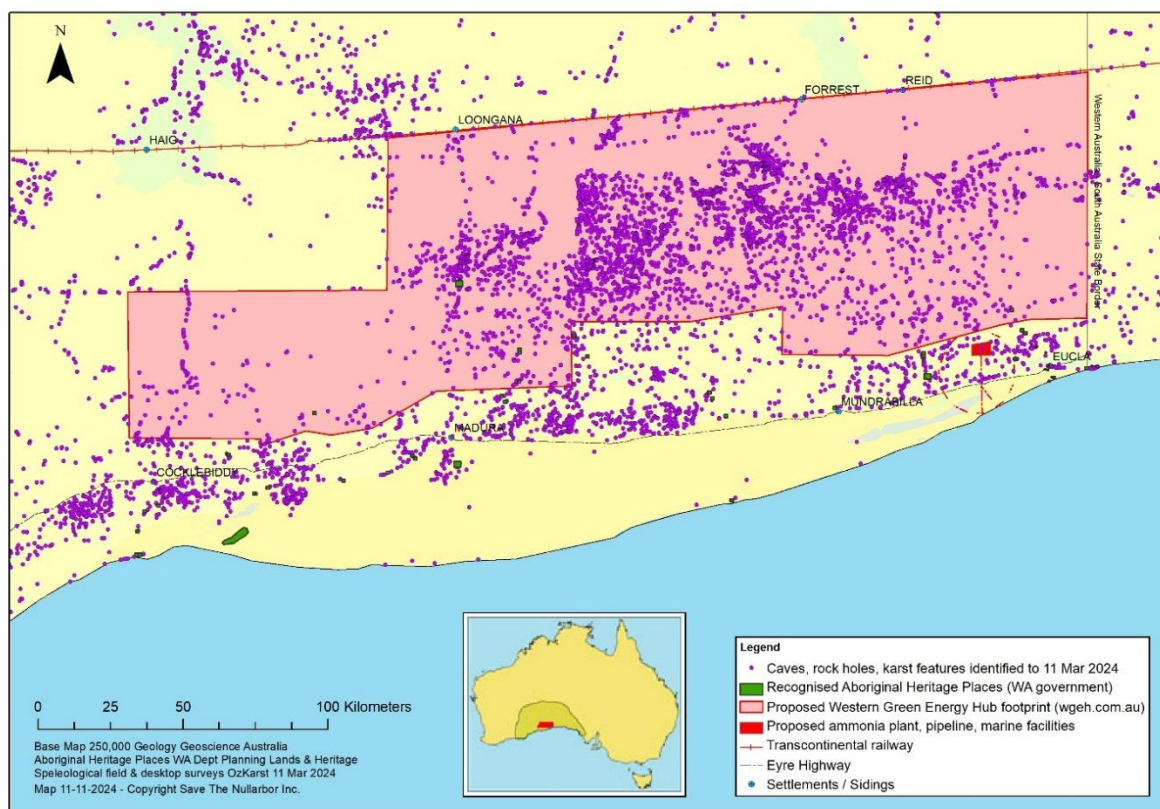 N
REID
FORREST
LOONGANA
HAIG
Western Australia / South Australia State Border
EUCLA
MUNDRABILLA
MADURA
COCKLEBIDDY
0 25 50 100 Kilometers
Base Map 250,000 Geology Geoscience Australia
Aboriginal Heritage Places WA Dept Planning Lands & Heritage
Speleological field & desktop surveys OzKarst 11 Mar 2024
Map 11-11-2024 - Copyright Save The Nullarbor Inc.
Legend
Caves, rock holes, karst features identified to 11 Mar 2024
Recognised Aboriginal Heritage Places (WA government)
Proposed Western Green Energy Hub footprint (wgeh.com.au)
Proposed ammonia plant, pipeline, marine facilities
Transcontinental railway
Eyre Highway
Settlements / Sidings